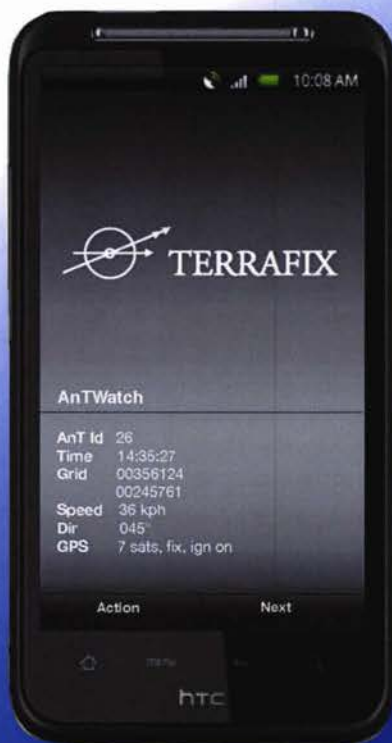 10:08 AM
TERRAFIX
AnTWatch
AnT Id 26
Time 14:35:27
Grid 00356124
00245761
Speed 36 kph
Dir 045°
GPS 7 sats, fix, ign on
Action Next
menu
hTC